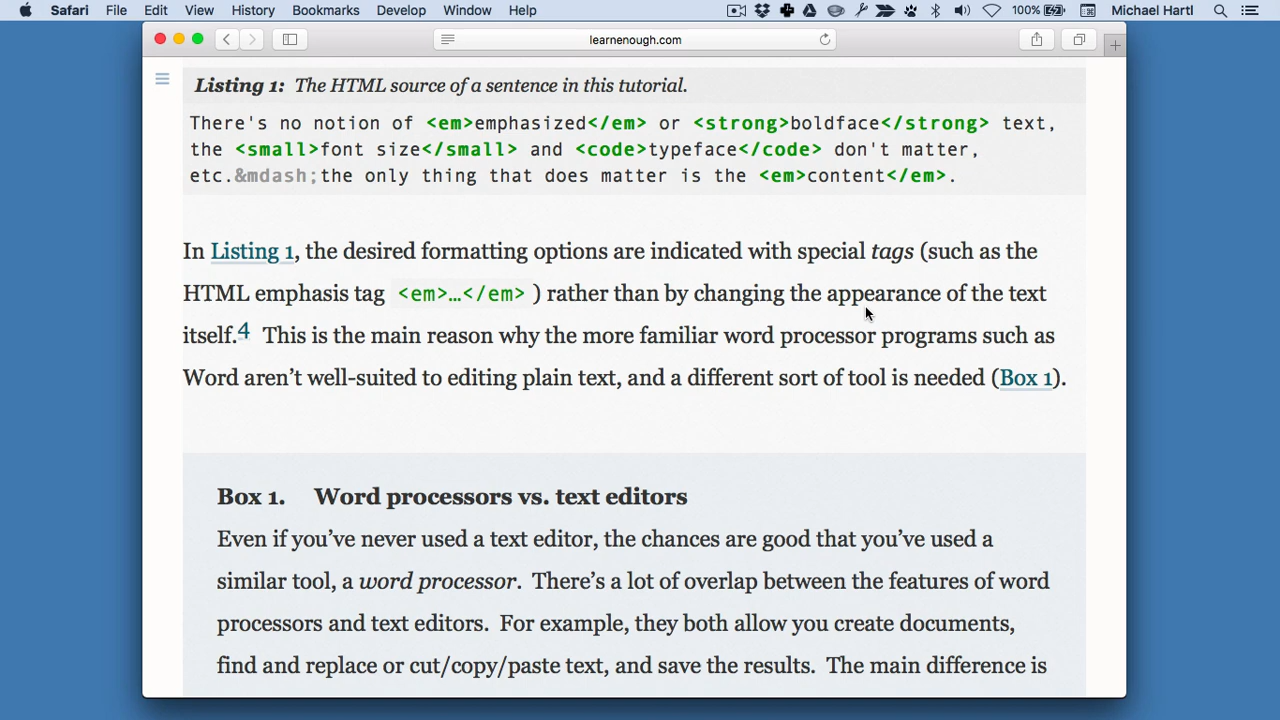 Safari File Edit View History Bookmarks Develop Window Help 100% Michael Hartl
learnenough.com
Listing 1: The HTML source of a sentence in this tutorial.
There's no notion of <em>emphasized</em> or <strong>boldface</strong> text,
the <small>font size</small> and <code>typeface</code> don't matter,
etc.&mdash;the only thing that does matter is the <em>content</em>.
In Listing 1, the desired formatting options are indicated with special tags (such as the
HTML emphasis tag <em>…</em> ) rather than by changing the appearance of the text
itself.4 This is the main reason why the more familiar word processor programs such as
Word aren’t well-suited to editing plain text, and a different sort of tool is needed (Box 1).
Box 1. Word processors vs. text editors
Even if you’ve never used a text editor, the chances are good that you’ve used a
similar tool, a word processor. There’s a lot of overlap between the features of word
processors and text editors. For example, they both allow you create documents,
find and replace or cut/copy/paste text, and save the results. The main difference is